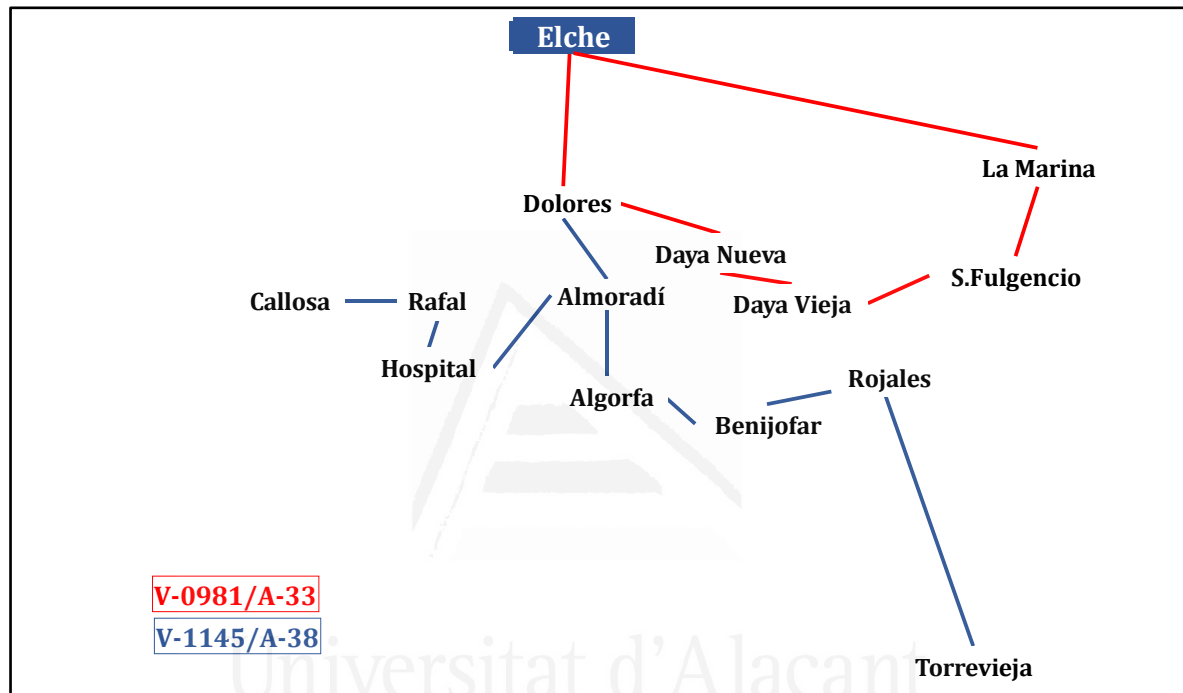 Elche
La Marina
Dolores
Daya Nueva
S.Fulgencio
Callosa
Rafal
Almoradí
Daya Vieja
Hospital
Rojales
Algorfa
Benijofar
V-0981/A-33
V-1145/A-38
Universitat d'Alacant
Torrevieja